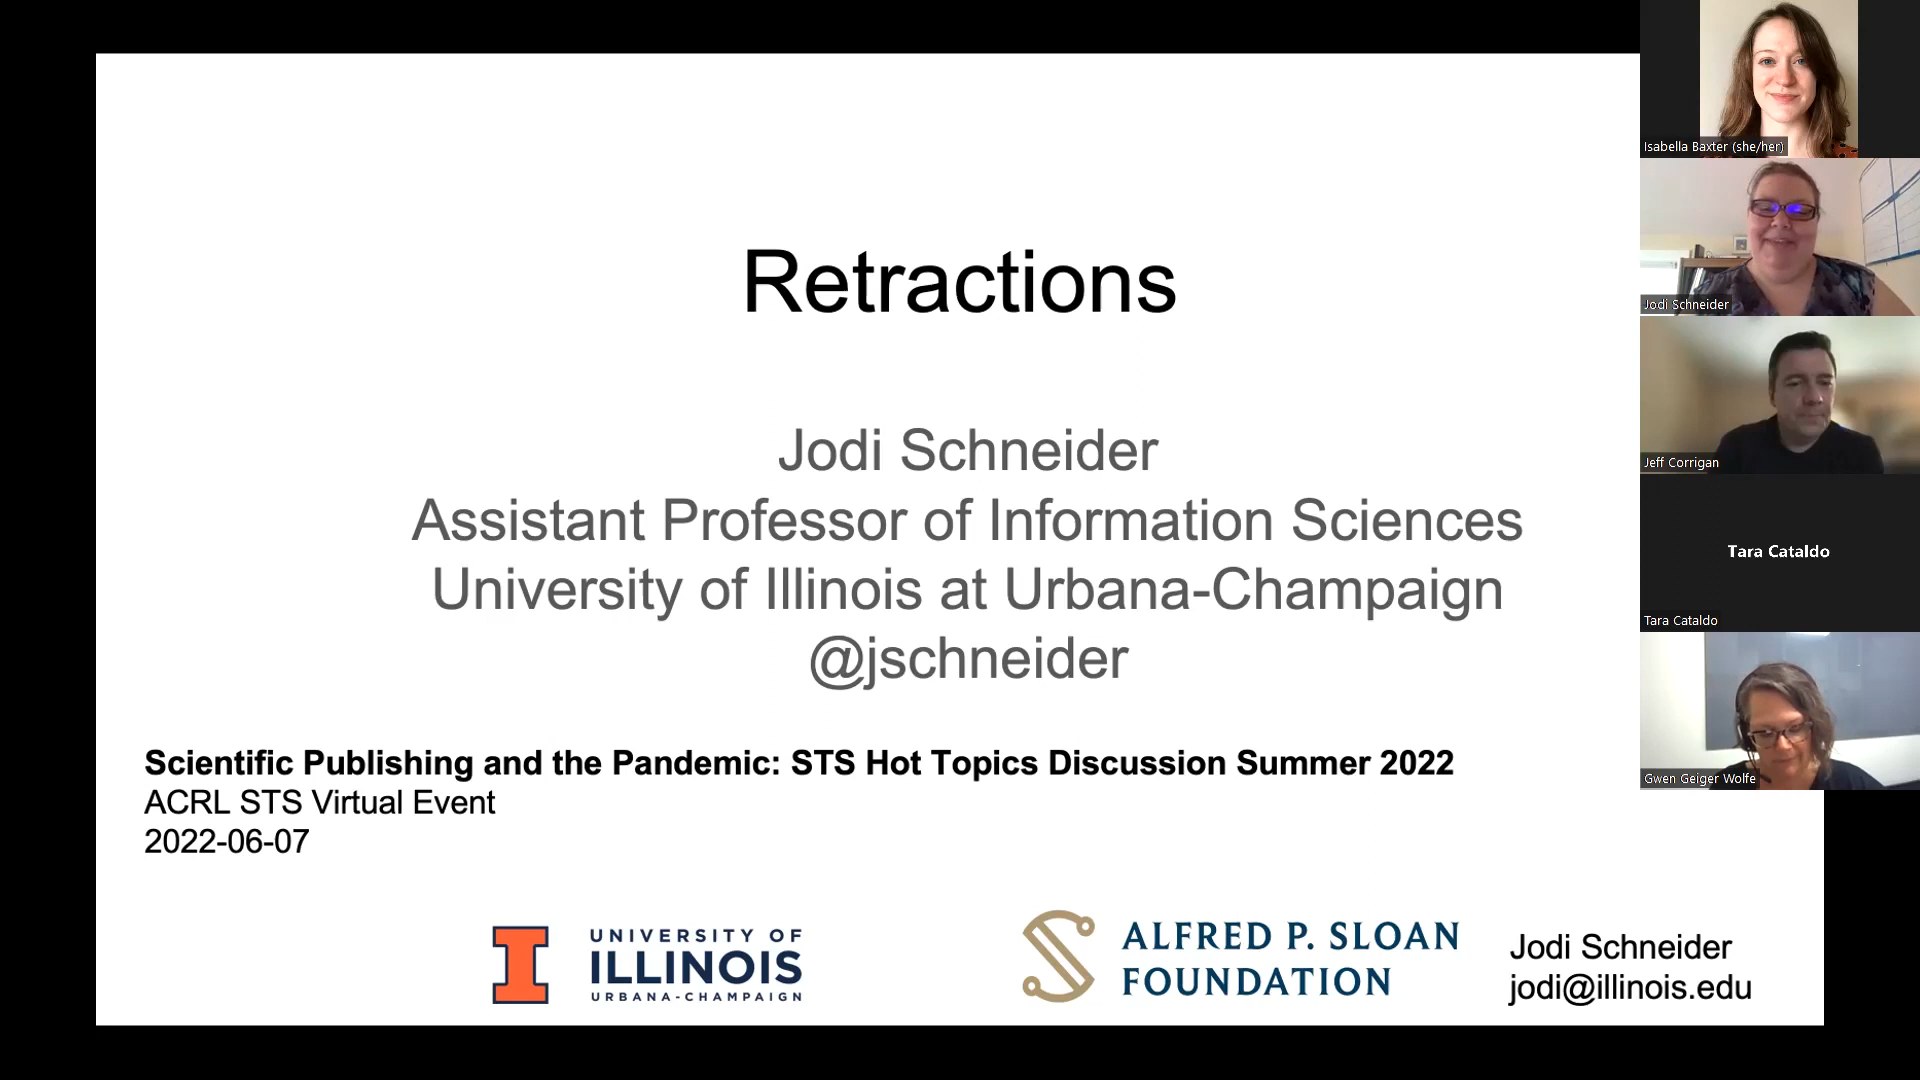 Retractions
Jodi Schneider
Assistant Professor of Information Sciences
University of Illinois at Urbana-Champaign
@jschneider
Scientific Publishing and the Pandemic: STS Hot Topics Discussion Summer 2022
ACRL STS Virtual Event
2022-06-07
UNIVERSITY OF
ILLINOIS
URBANA-CHAMPAIGN
ALFRED P. SLOAN
FOUNDATION
Jodi Schneider
jodi@illinois.edu
Isabella Baxter (she/her)
Jodi Schneider
Jeff Corrigan
Tara Cataldo
Tara Cataldo
Gwen Geiger Wolfe